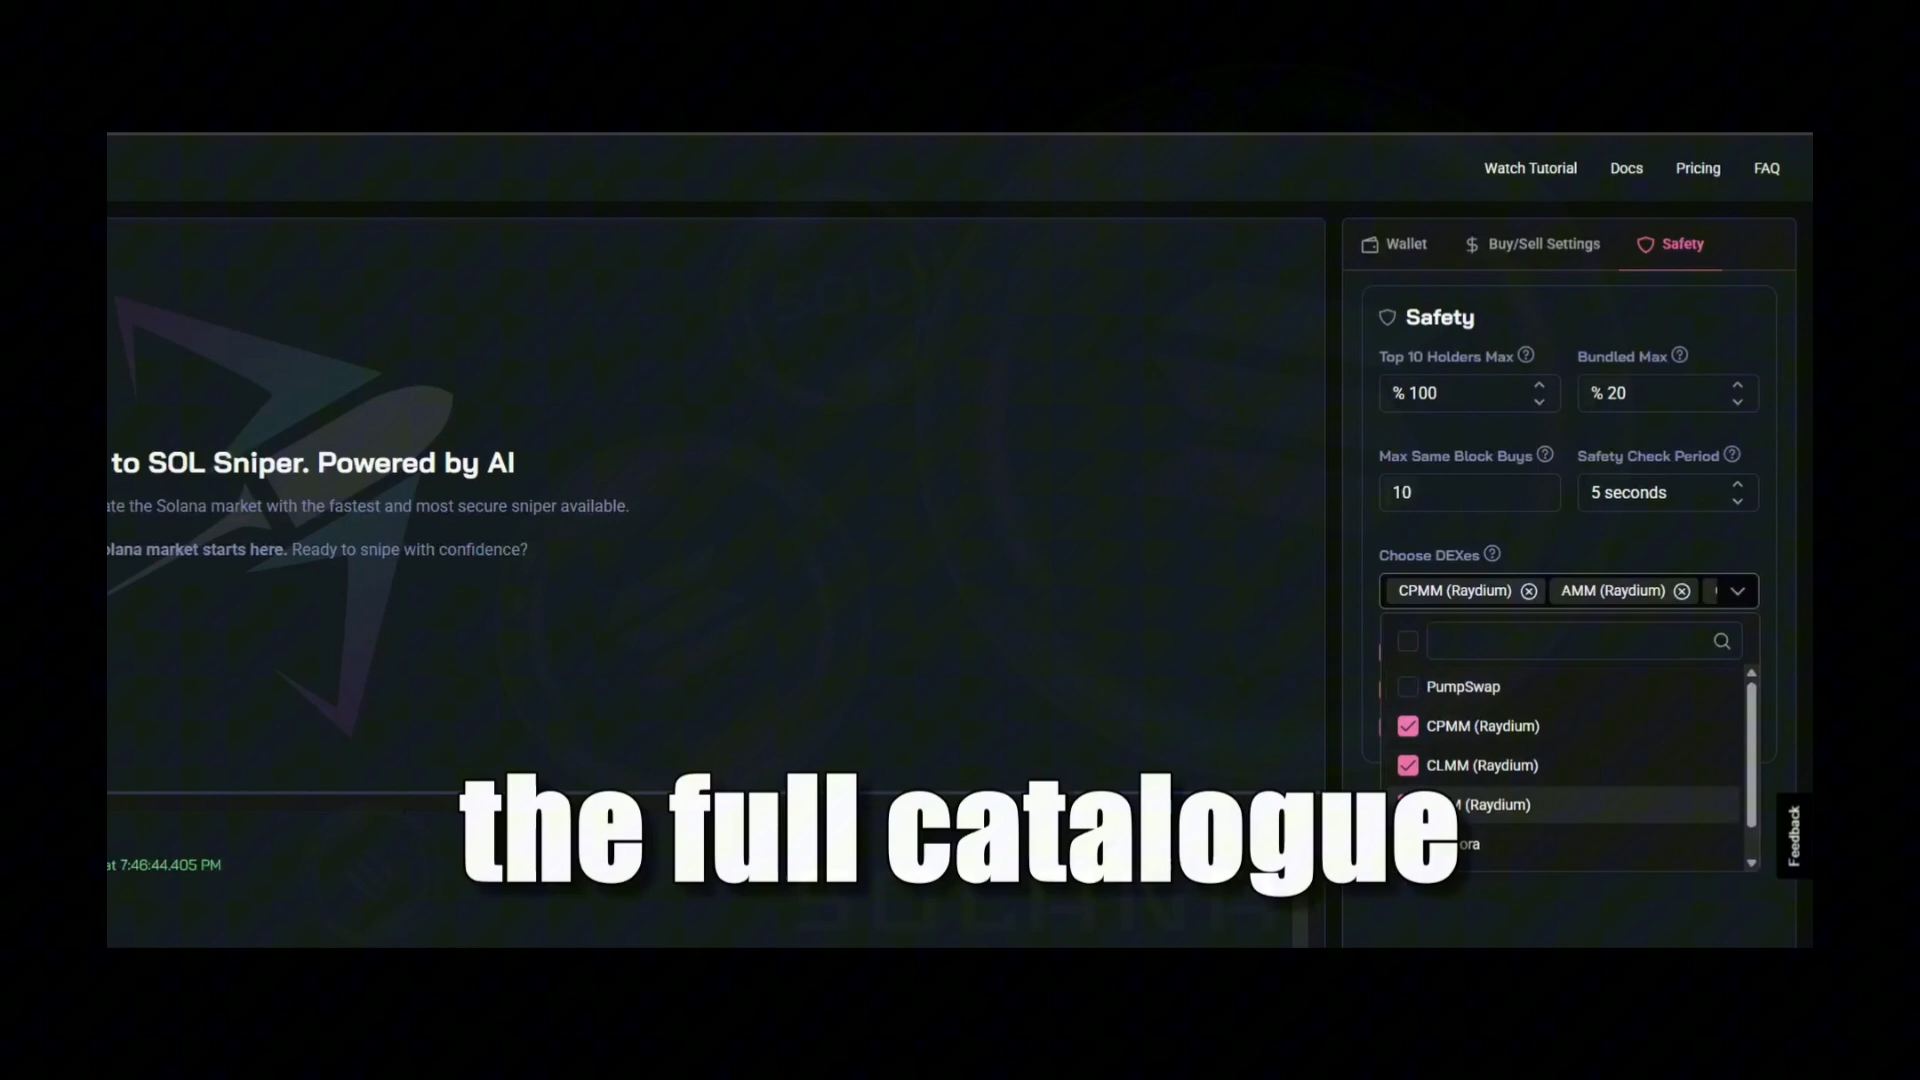 Watch Tutorial Docs Pricing FAQ
Wallet Buy/Sell Settings Safety
Safety
Top 10 Holders Max Bundled Max
% 100 % 20
Max Same Block Buys Safety Check Period
10 5 seconds
Choose DEXes
CPMM (Raydium) AMM (Raydium)
PumpSwap
CPMM (Raydium)
CLMM (Raydium)
(Raydium)
to SOL Sniper. Powered by AI
the Solana market with the fastest and most secure sniper available.
market starts here. Ready to snipe with confidence?
the full catalogue
at 7:46:44.405 PM
Feedback
SOL
SOLANA